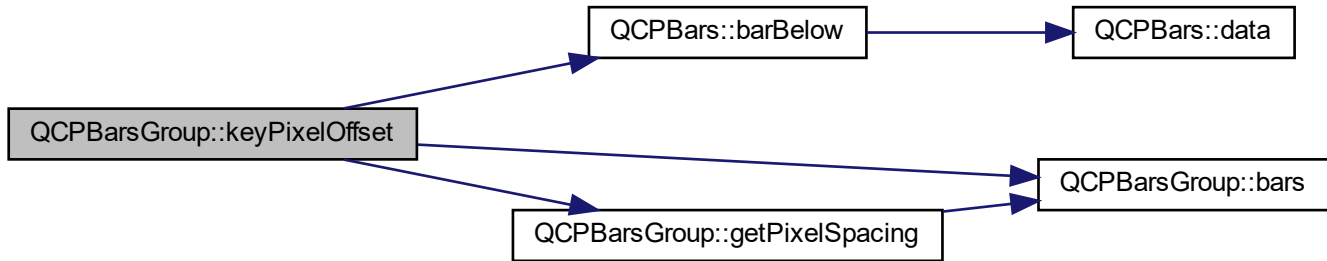 QCPBars::barBelow
QCPBars::data
QCPBarsGroup::keyPixelOffset
QCPBarsGroup::bars
QCPBarsGroup::getPixelSpacing